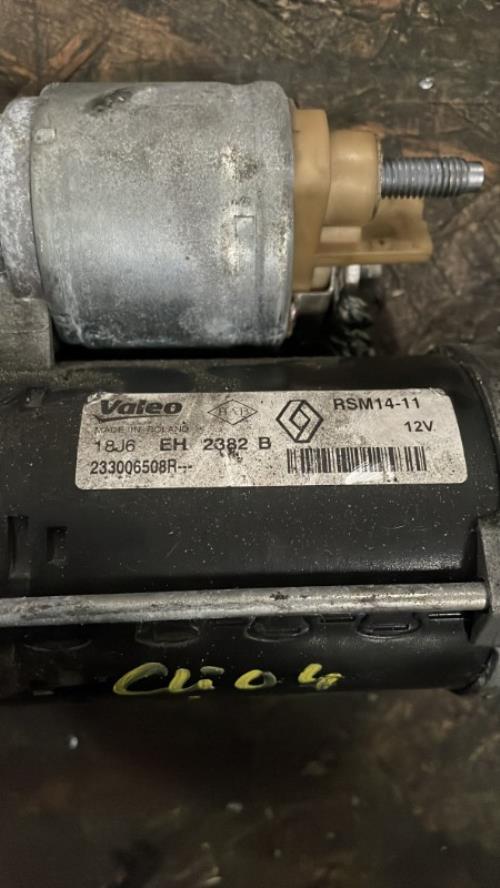 Valeo
RSM14-11
MADE IN POLAND
12V
18J6 EH 2382 B
233006508R---
Clio 4